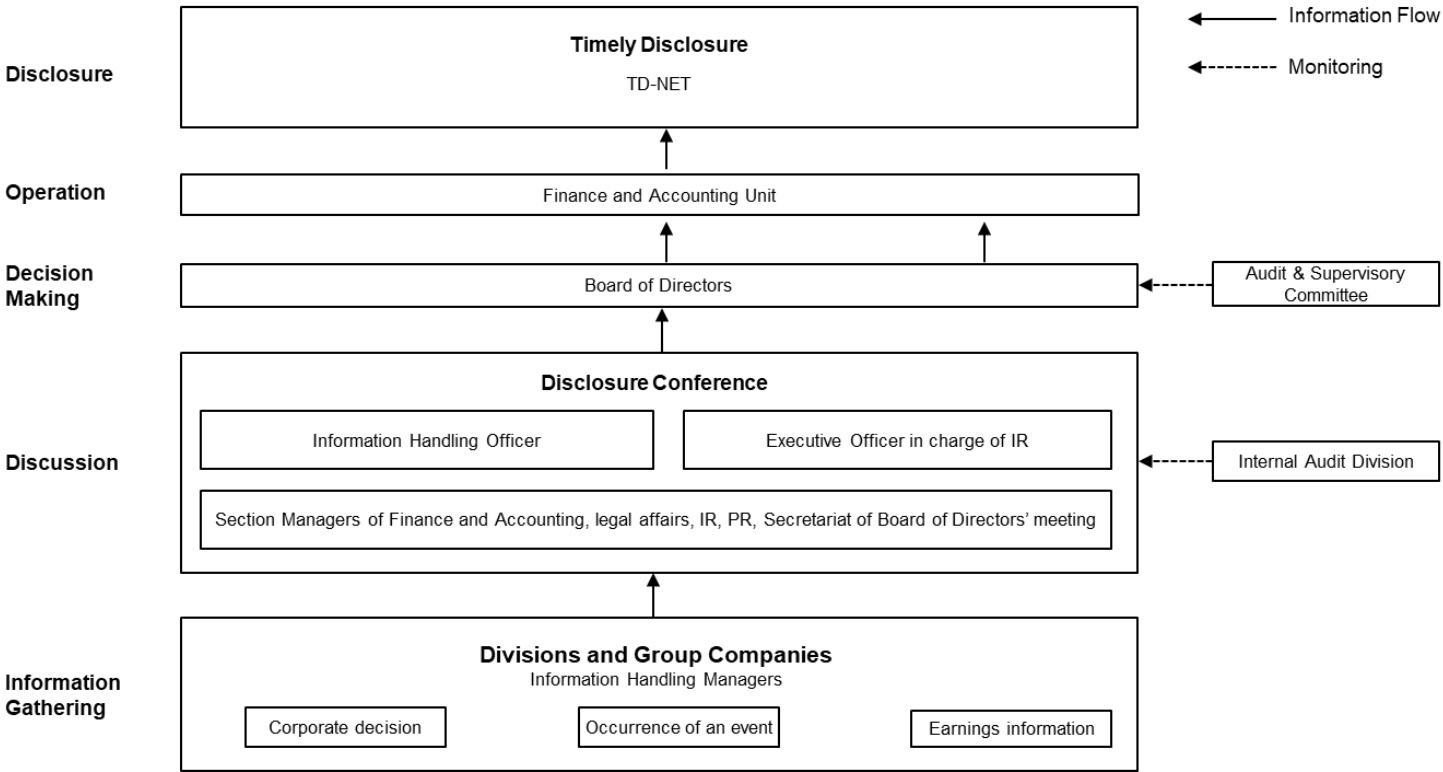 Information Flow
Monitoring
Disclosure
Timely Disclosure
TD-NET
Operation
Finance and Accounting Unit
Decision
Making
Board of Directors
Audit & Supervisory
Committee
Discussion
Disclosure Conference
Information Handling Officer
Executive Officer in charge of IR
Section Managers of Finance and Accounting, legal affairs, IR, PR, Secretariat of Board of Directors’ meeting
Internal Audit Division
Information
Gathering
Divisions and Group Companies
Information Handling Managers
Corporate decision
Occurrence of an event
Earnings information